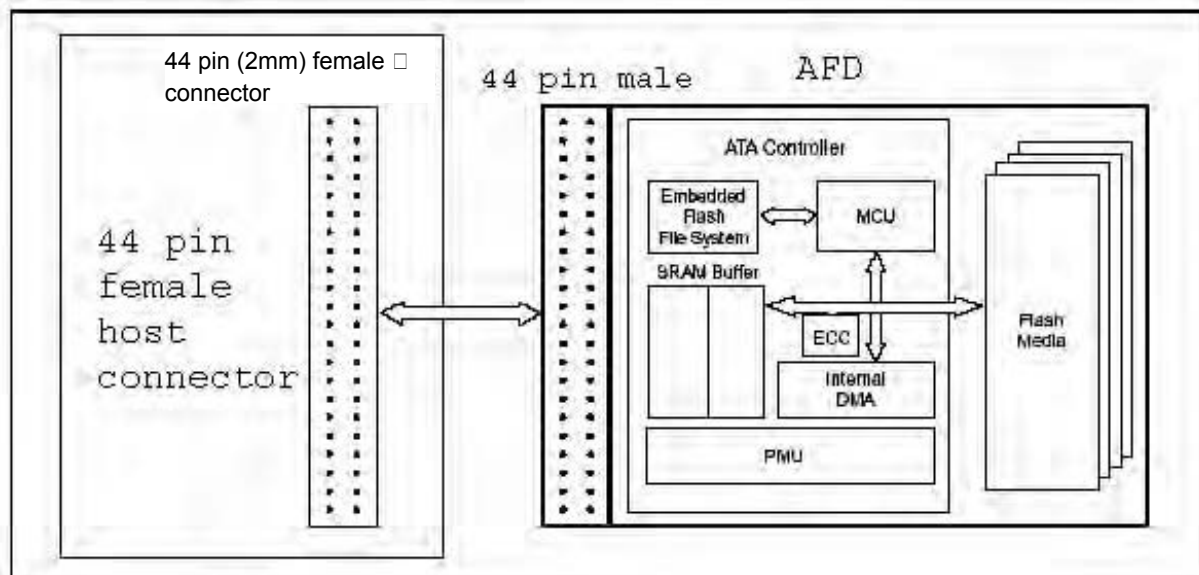 44 pin (2mm) female □
connector
44 pin male
AFD
44 pin
female
host
connector
ATA Controller
Embedded
Flash
File System
MCU
SRAM Buffer
ECC
Internal
DMA
PMU
Flash
Media